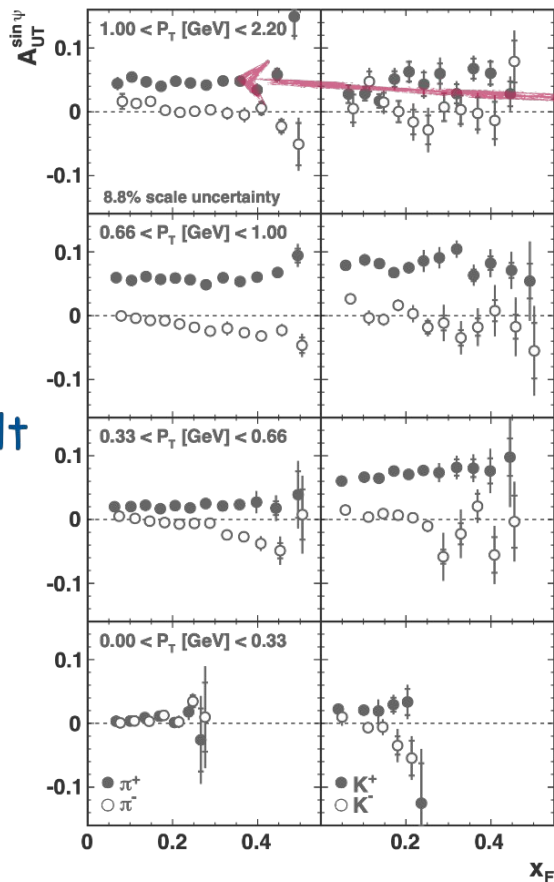 A_UT^sin ψ
1.00 < P_T [GeV] < 2.20
0.1
0
-0.1
8.8% scale uncertainty
0.66 < P_T [GeV] < 1.00
0.1
0
-0.1
0.33 < P_T [GeV] < 0.66
0.1
0
-0.1
0.00 < P_T [GeV] < 0.33
0.1
0
-0.1
π⁺
π⁻
K⁺
K⁻
0 0.2 0.4 0.2 0.4
x_F